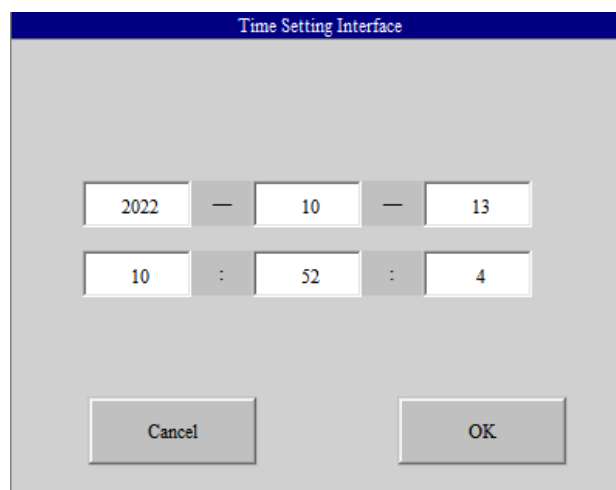 Time Setting Interface
2022 — 10 — 13
10 : 52 : 4
Cancel OK